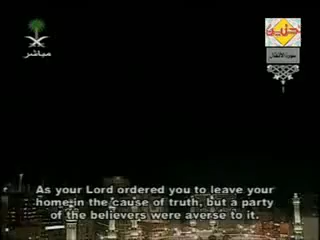 مباشر
سورة الأنفال
As your Lord ordered you to leave your
home in the cause of truth, but a party
of the believers were averse to it.